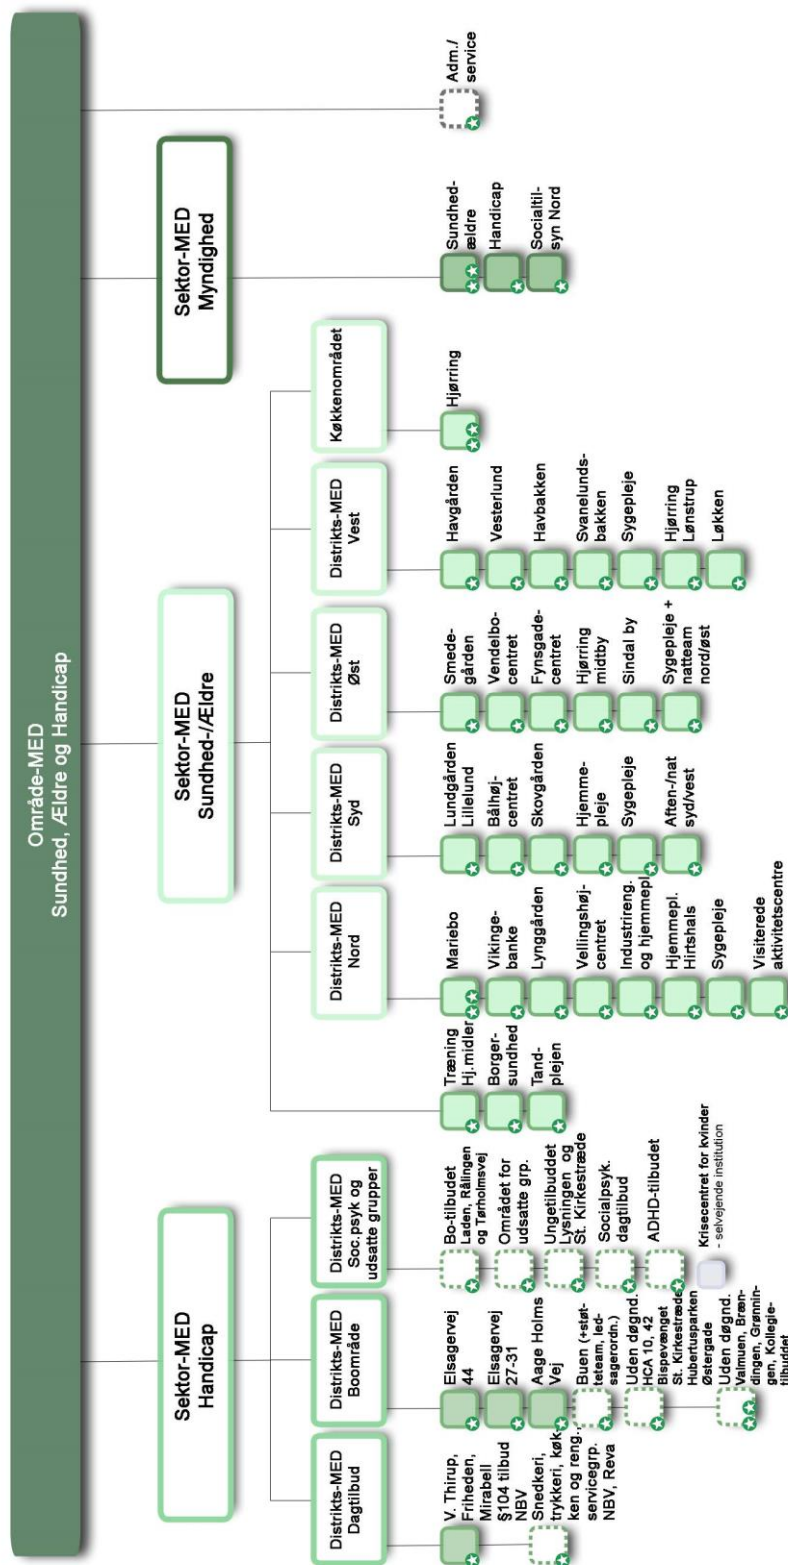 Område-MED
Sundhed, Ældre og Handicap
Sektor-MED
Handicap
Distrikts-MED
Dagtilbud
V. Thirup,
Friheden,
Mirabell
§104 tilbud
NBV
Snedkeri,
trykkeri, køk-
ken og reng.,
servicegrp.
NBV, Reva
Distrikts-MED
Boområde
Elsagervej
44
Elsagervej
27-31
Aage Holms
Vej
Buen (+støt-
teteam, led-
sagerordn.)
Uden døgnd.
HCA 10, 42
Bispevænget
St. Kirkestræde
Hubertusparken
Østergade
Uden døgnd.
Valmuen, Bræn-
dingen, Grønnin-
gen, Kollegie-
tilbuddet
Distrikts-MED
Soc.psyk og
udsatte grupper
Bo-tilbudet
Laden, Rålingen
og Tørholmsvej
Området for
udsatte grp.
Ungetilbuddet
Lysningen og
St. Kirkestræde
Socialpsyk.
dagtilbud
ADHD-tilbudet
Krisecentret for kvinder
- selvejende institution
Sektor-MED
Sundhed-/Ældre
Træning
Hj.midler
Borger-
sundhed
Tand-
plejen
Distrikts-MED
Nord
Mariebo
Vikinge-
banke
Lynggården
Vellingshøj-
centret
Industrireng.
og hjemmepl.
Hjemmepl.
Hirtshals
Sygepleje
Visiterede
aktivitetscentre
Distrikts-MED
Syd
Lundgården
Lillelund
Bålhøj-
centret
Skovgården
Hjemme-
pleje
Sygepleje
Aften-/nat
syd/vest
Distrikts-MED
Øst
Smede-
gården
Vendelbo-
centret
Fynsgade-
centret
Hjørring
midtby
Sindal by
Sygepleje +
natteam
nord/øst
Distrikts-MED
Vest
Havgården
Vesterlund
Havbakken
Svanelunds-
bakken
Sygepleje
Hjørring
Lønstrup
Løkken
Køkkenområdet
Hjørring
Sektor-MED
Myndighed
Sundhed-
ældre
Handicap
Socialtil-
syn Nord
Adm./
service